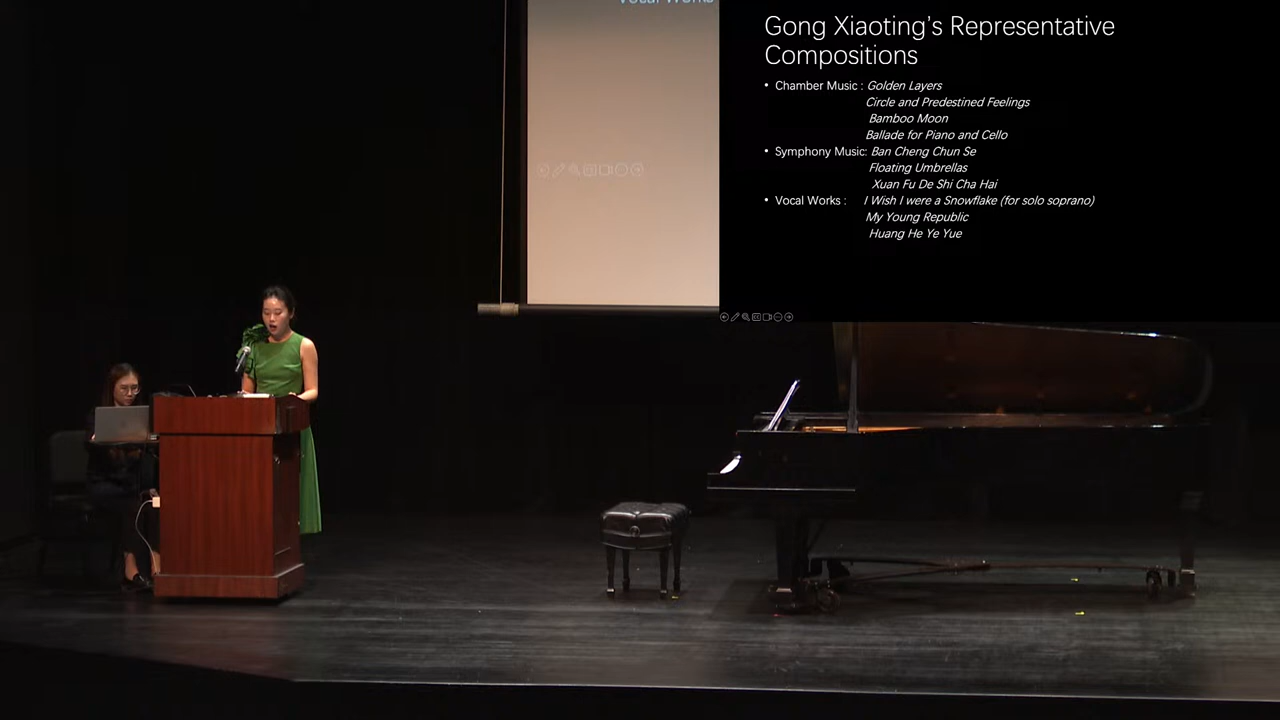 Vocal Works
Gong Xiaoting's Representative
Compositions
• Chamber Music : Golden Layers
Circle and Predestined Feelings
Bamboo Moon
Ballade for Piano and Cello
• Symphony Music: Ban Cheng Chun Se
Floating Umbrellas
Xuan Fu De Shi Cha Hai
• Vocal Works : I Wish I were a Snowflake (for solo soprano)
My Young Republic
Huang He Ye Yue